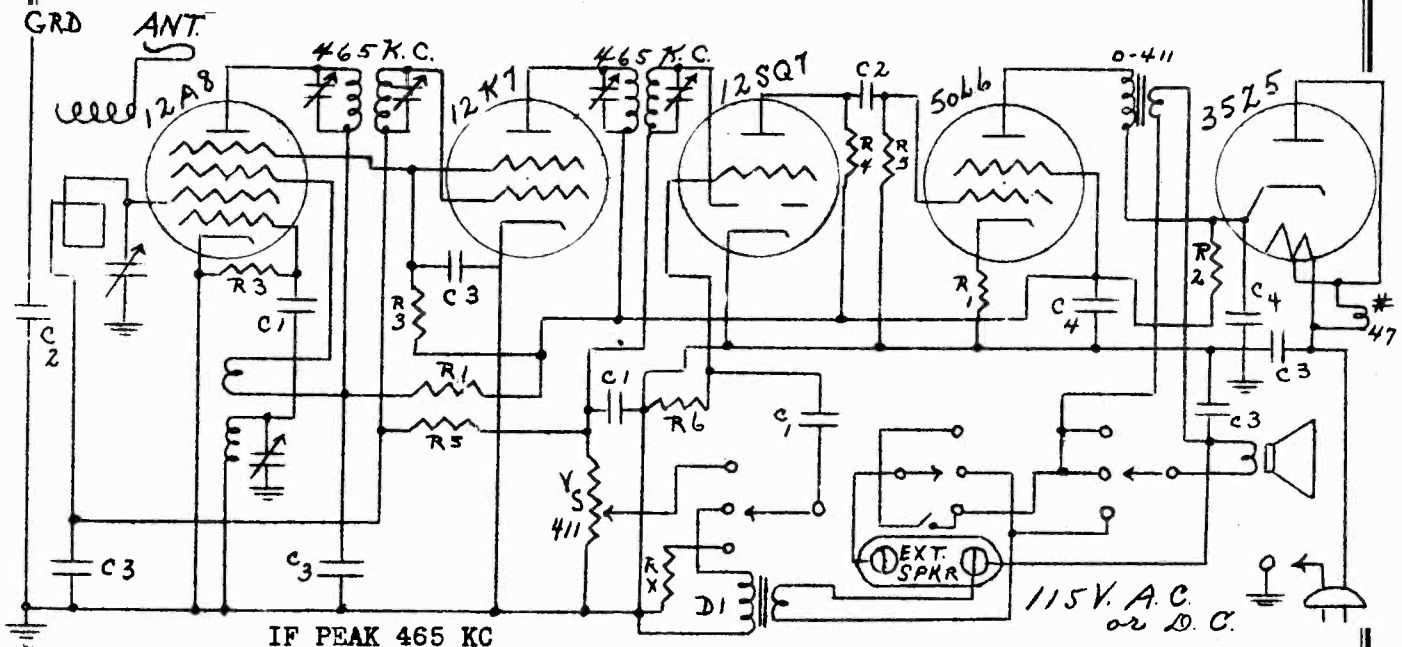 GRD ANT.
465 K.C. 465 K.C. 0-411
12A8 12K7 12SQ7 C2 50L6 35Z5
R4 R5
R3 C1 C3 R3 R1 C4 R2 C4 #47
C2
C3
R1 C1 R6 C1 C3
R5
VS 411
C3 C3 RX D1 EXT. SPKR
115 V. A.C. or D.C.
IF PEAK 465 KC